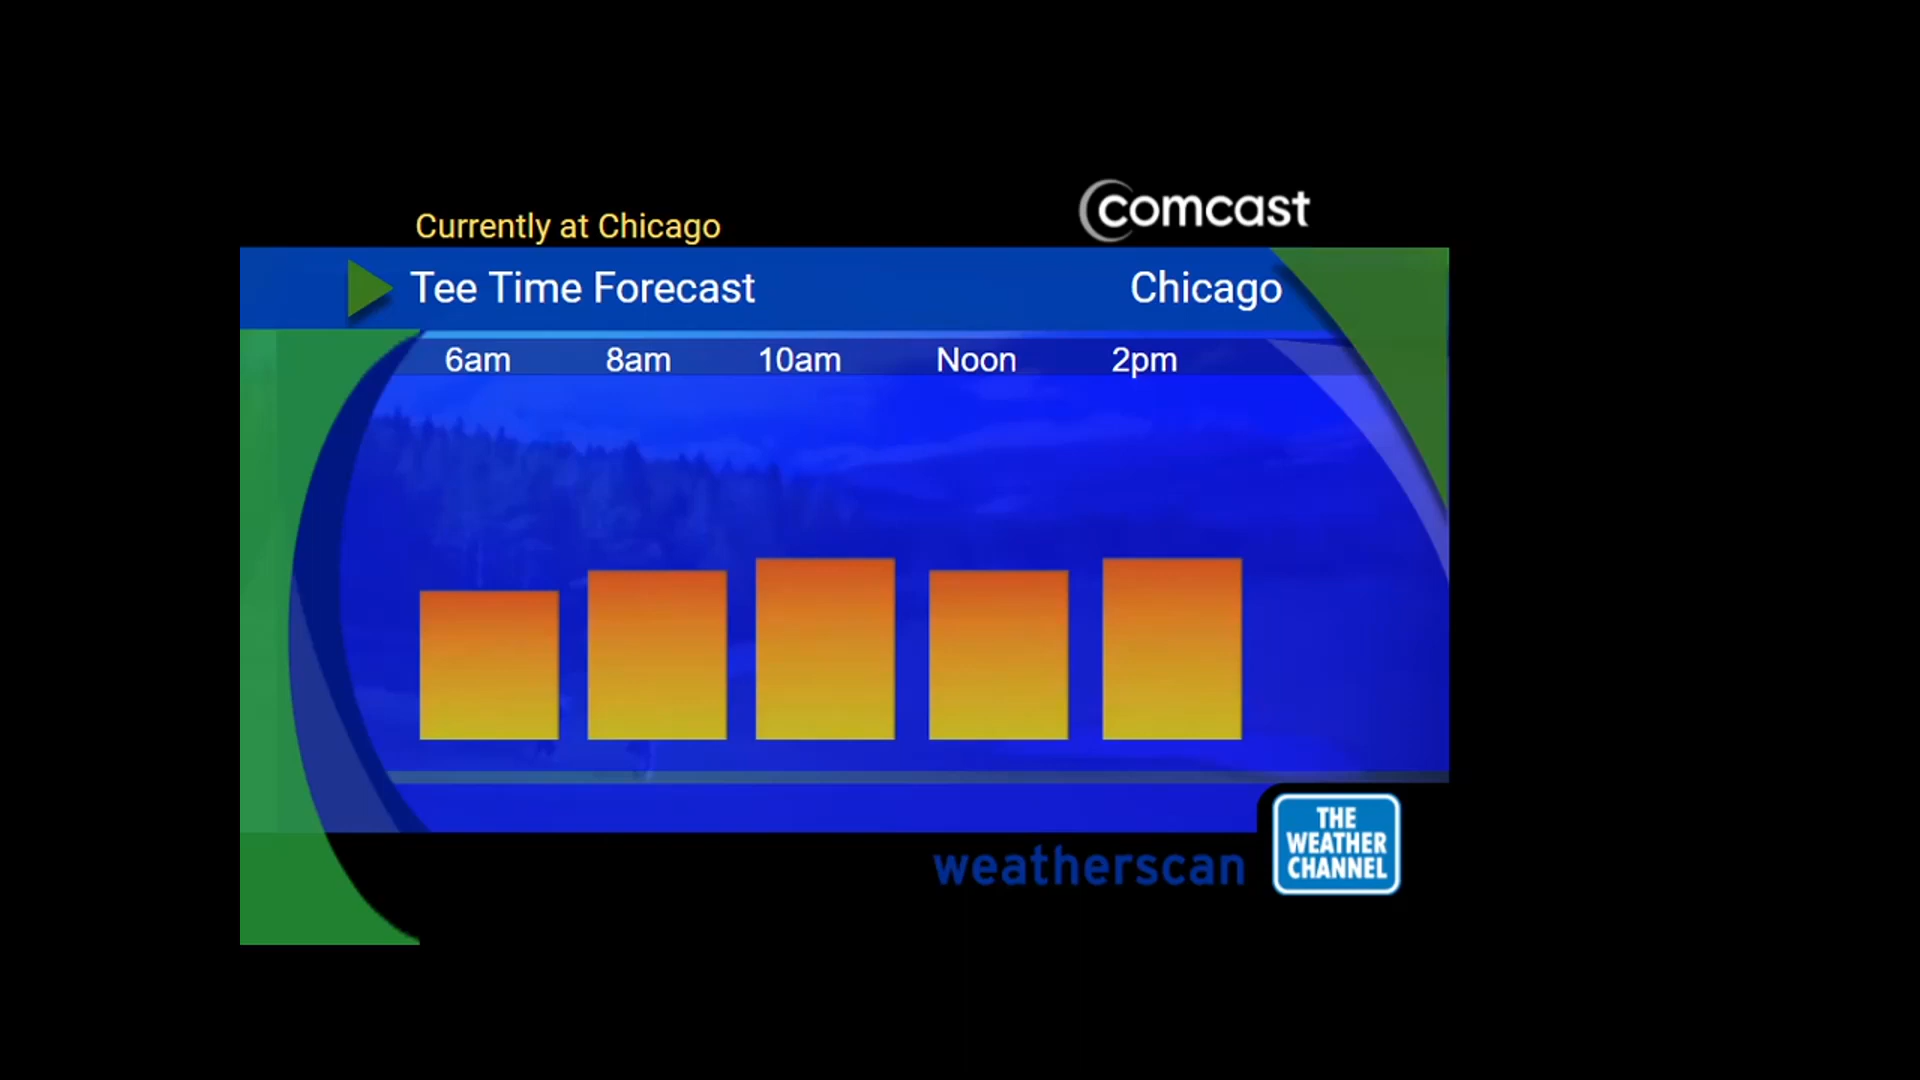 comcast
Currently at Chicago
Tee Time Forecast Chicago
6am 8am 10am Noon 2pm
weatherscan
THE
WEATHER
CHANNEL